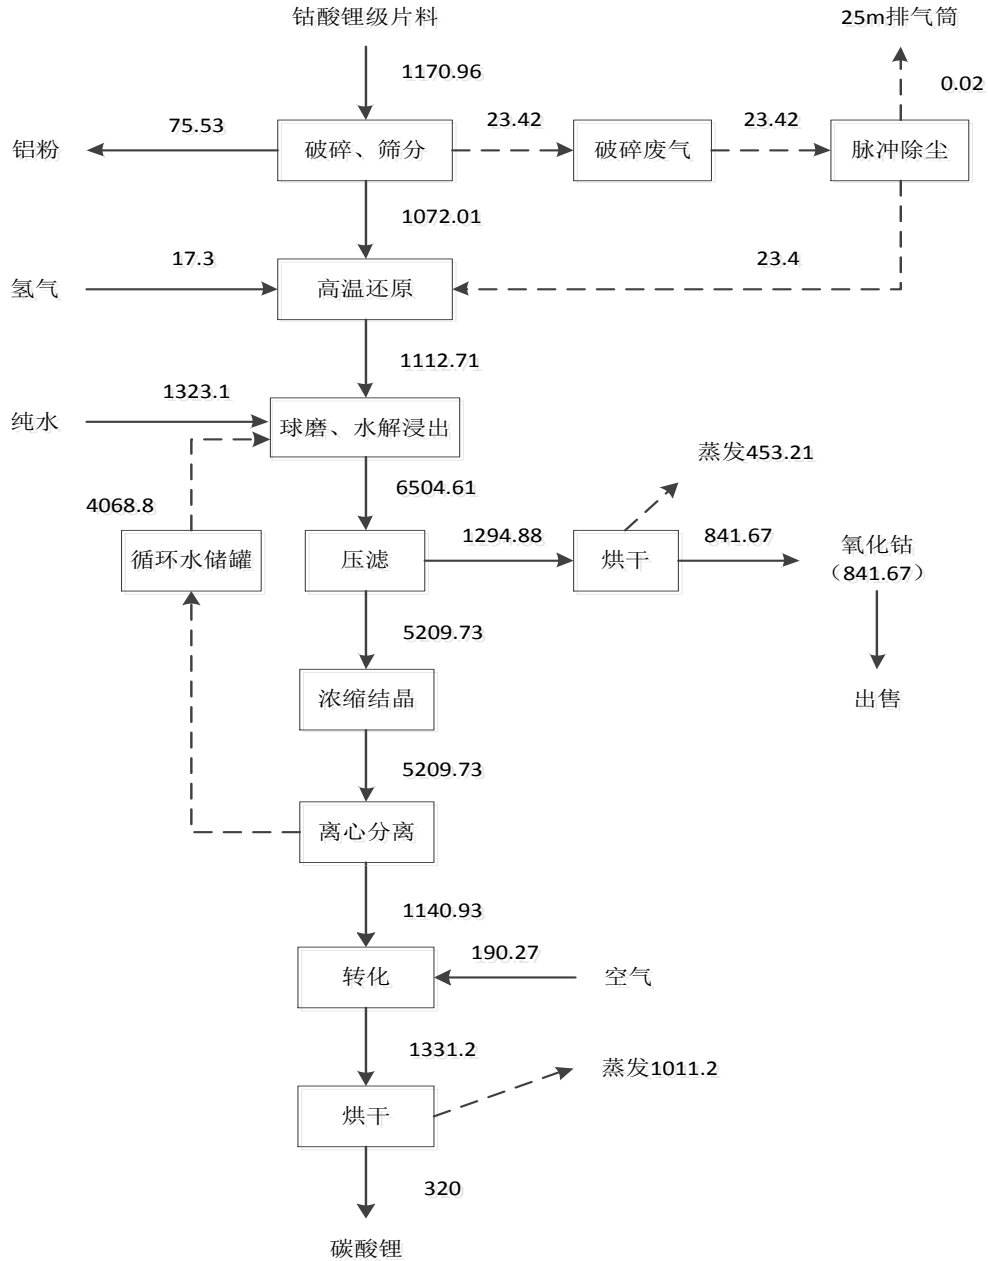 钴酸锂级片料
25m排气筒
1170.96
0.02
75.53
23.42
23.42
铝粉
破碎、筛分
破碎废气
脉冲除尘
1072.01
17.3
23.4
氢气
高温还原
1112.71
1323.1
纯水
球磨、水解浸出
蒸发453.21
6504.61
4068.8
1294.88
841.67
循环水储罐
压滤
烘干
氧化钴
（841.67）
5209.73
浓缩结晶
出售
5209.73
离心分离
1140.93
190.27
转化
空气
1331.2
蒸发1011.2
烘干
320
碳酸锂